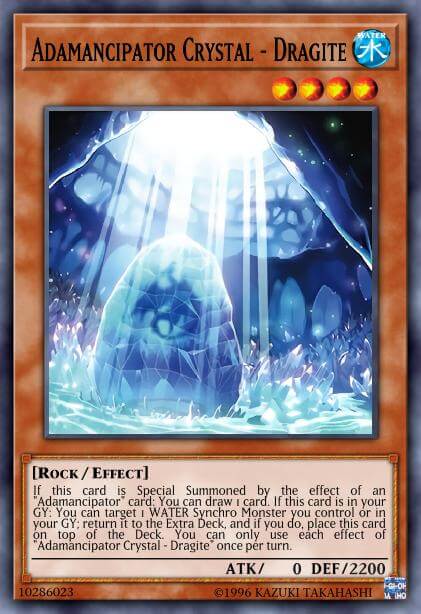 ADAMANCIPATOR CRYSTAL - DRAGITE
WATER
水
[ROCK / EFFECT]
If this card is Special Summoned by the effect of an
"Adamancipator" card: You can draw 1 card. If this card is in your
GY: You can target 1 WATER Synchro Monster you control or in
your GY; return it to the Extra Deck, and if you do, place this card
on top of the Deck. You can only use each effect of
"Adamancipator Crystal - Dragite" once per turn.
ATK/ 0 DEF/2200
10286023 ©1996 KAZUKI TAKAHASHI